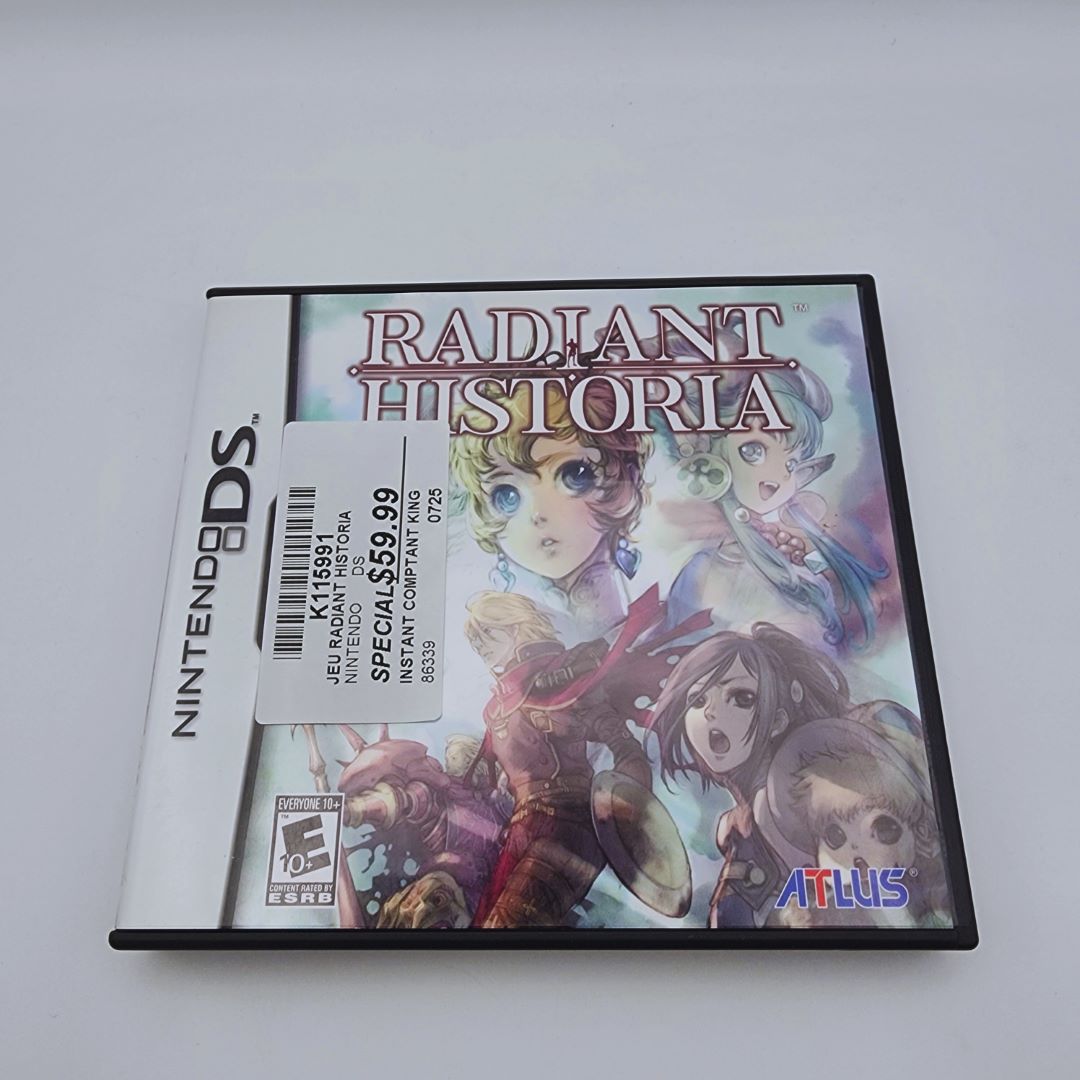 RADIANT
HISTORIA
TM
NINTENDO DS
TM
K115991
JEU RADIANT HISTORIA
NINTENDO DS
SPECIAL $59.99
INSTANT COMPTANT KING
86339 0725
EVERYONE 10+
TM
E
10+
CONTENT RATED BY
ESRB
ATLUS®